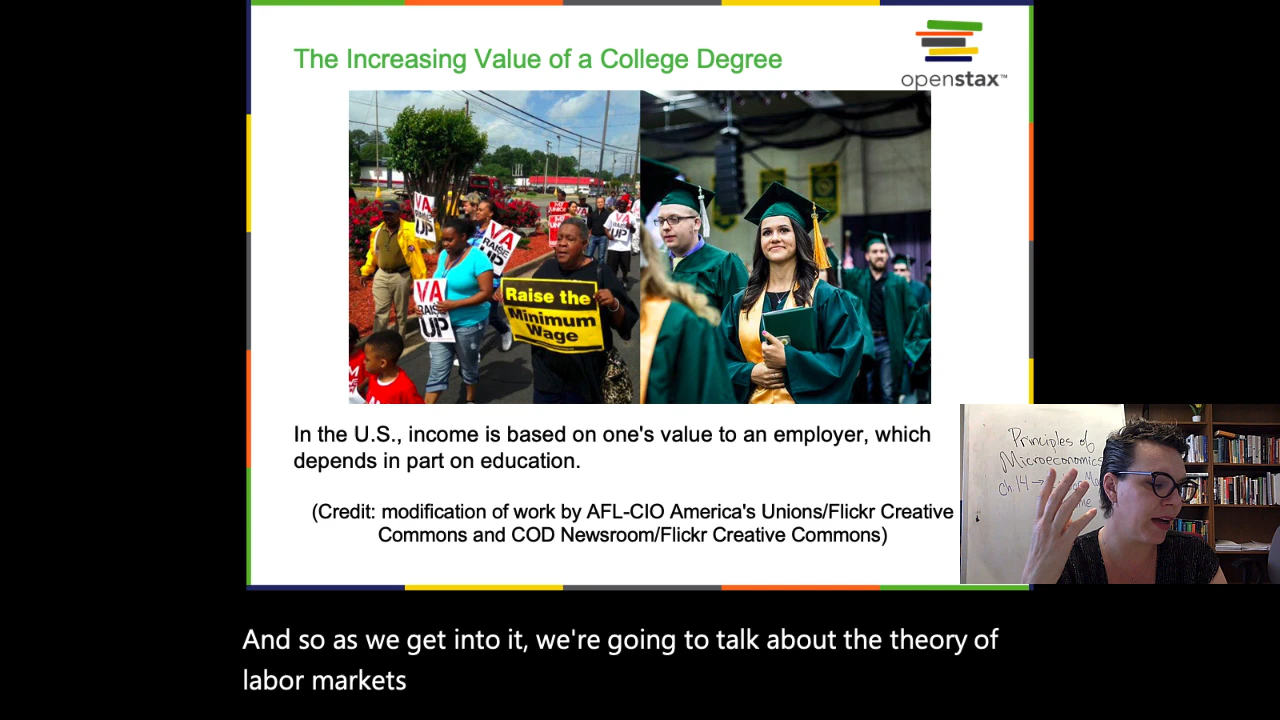 The Increasing Value of a College Degree
openstax™
VA
RAISE
UP
VA
RAISE
UP
VA
RAISE
UP
Raise the
Minimum
Wage
In the U.S., income is based on one's value to an employer, which
depends in part on education.
(Credit: modification of work by AFL-CIO America's Unions/Flickr Creative
Commons and COD Newsroom/Flickr Creative Commons)
Principles of
Microeconomics
ch.14 →
And so as we get into it, we're going to talk about the theory of
labor markets